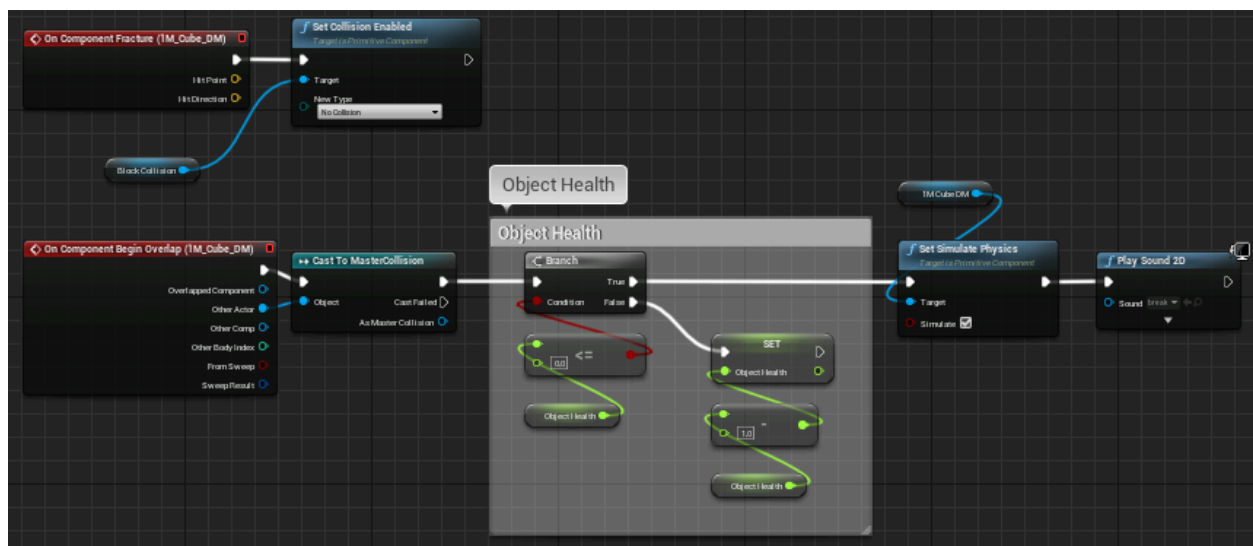 On Component Fracture (1M_Cube_DM)
Hit Point
Hit Direction
Set Collision Enabled
Target is Primitive Component
Target
New Type
No Collision
Block Collision
On Component Begin Overlap (1M_Cube_DM)
Overlapped Component
Other Actor
Other Comp
Other Body Index
From Sweep
Sweep Result
Cast To MasterCollision
Object
Cast Failed
As Master Collision
Object Health
Object Health
Branch
Condition
True
False
0.0 <=
Object Health
SET
Object Health
1.0 -
Object Health
1M Cube DM
Set Simulate Physics
Target is Primitive Component
Target
Simulate
Play Sound 2D
Sound break